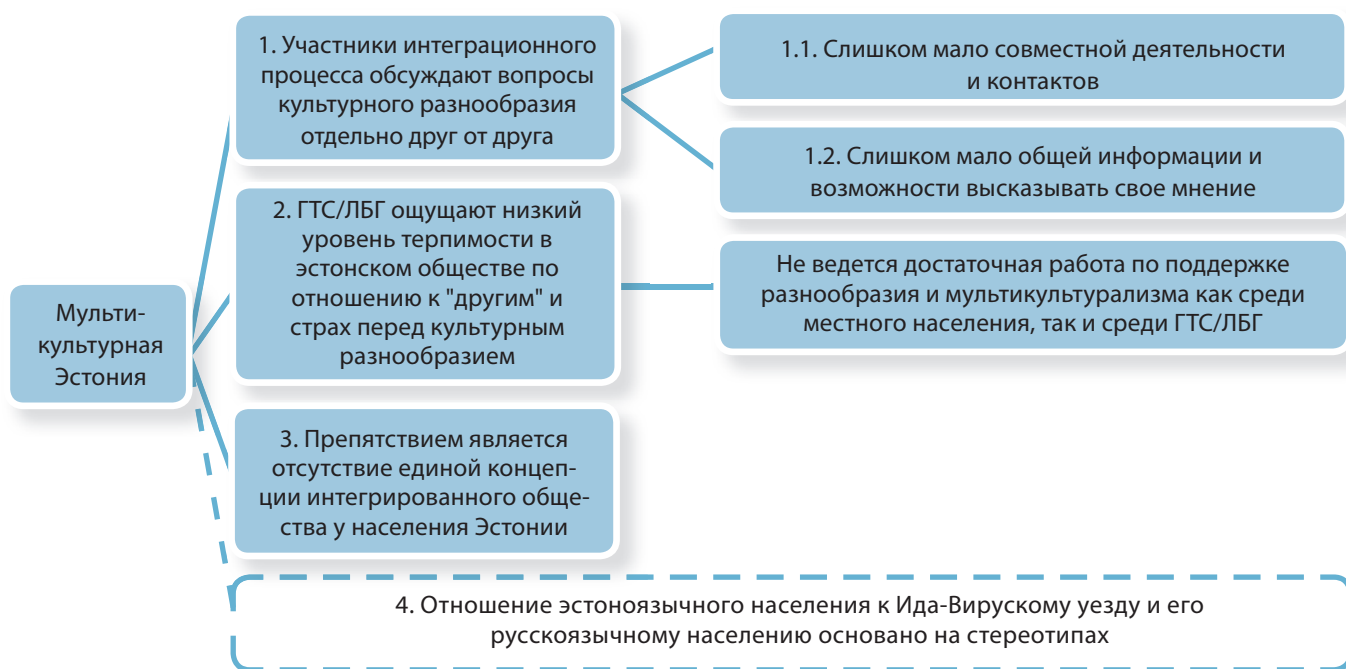 Мульти-
культурная
Эстония
1. Участники интеграционного
процесса обсуждают вопросы
культурного разнообразия
отдельно друг от друга
1.1. Слишком мало совместной деятельности
и контактов
1.2. Слишком мало общей информации и
возможности высказывать свое мнение
2. ГТС/ЛБГ ощущают низкий
уровень терпимости в
эстонском обществе по
отношению к "другим" и
страх перед культурным
разнообразием
Не ведется достаточная работа по поддержке
разнообразия и мультикультурализма как среди
местного населения, так и среди ГТС/ЛБГ
3. Препятствием является
отсутствие единой концеп-
ции интегрированного обще-
ства у населения Эстонии
4. Отношение эстоноязычного населения к Ида-Вирускому уезду и его
русскоязычному населению основано на стереотипах